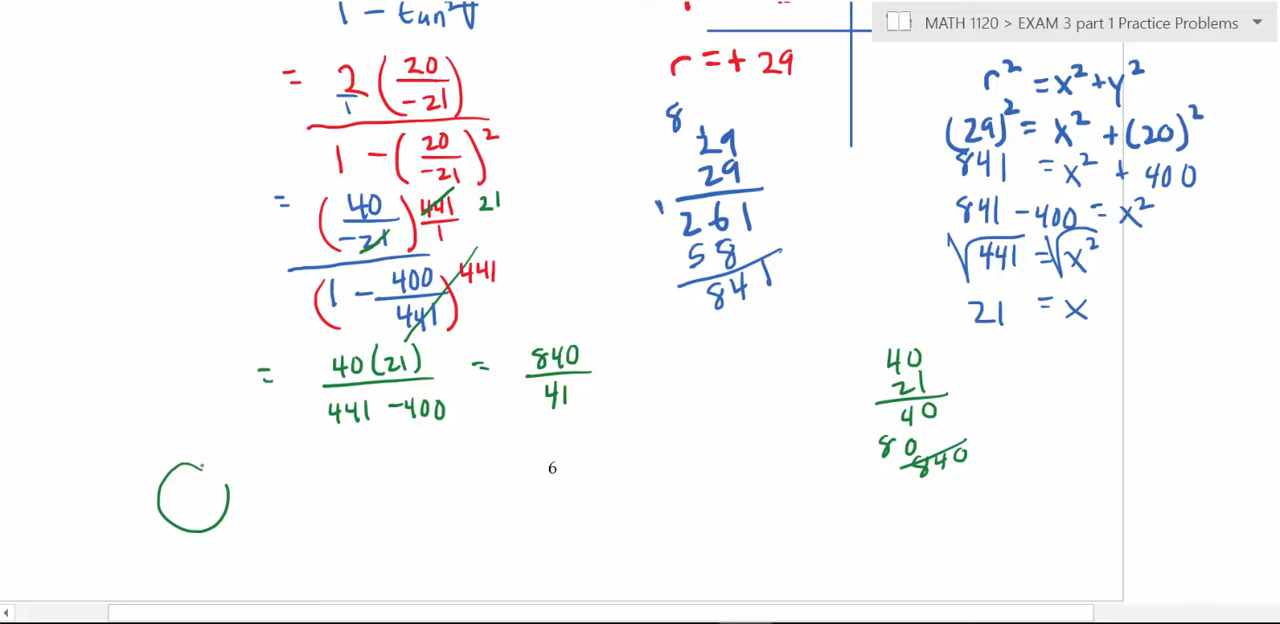 MATH 1120 > EXAM 3 part 1 Practice Problems
1 - tan²θ
= 2/1 (20/-21)
1 - (20/-21)²
= (40/-21) 441/1 21
(1 - 400/441) 441
= 40(21)/(441 - 400) = 840/41
r = + 29
8
29
29
1 261
58
841
r² = x² + y²
(29)² = x² + (20)²
841 = x² + 400
841 - 400 = x²
√441 = √x²
21 = x
40
21
40
80
840
6